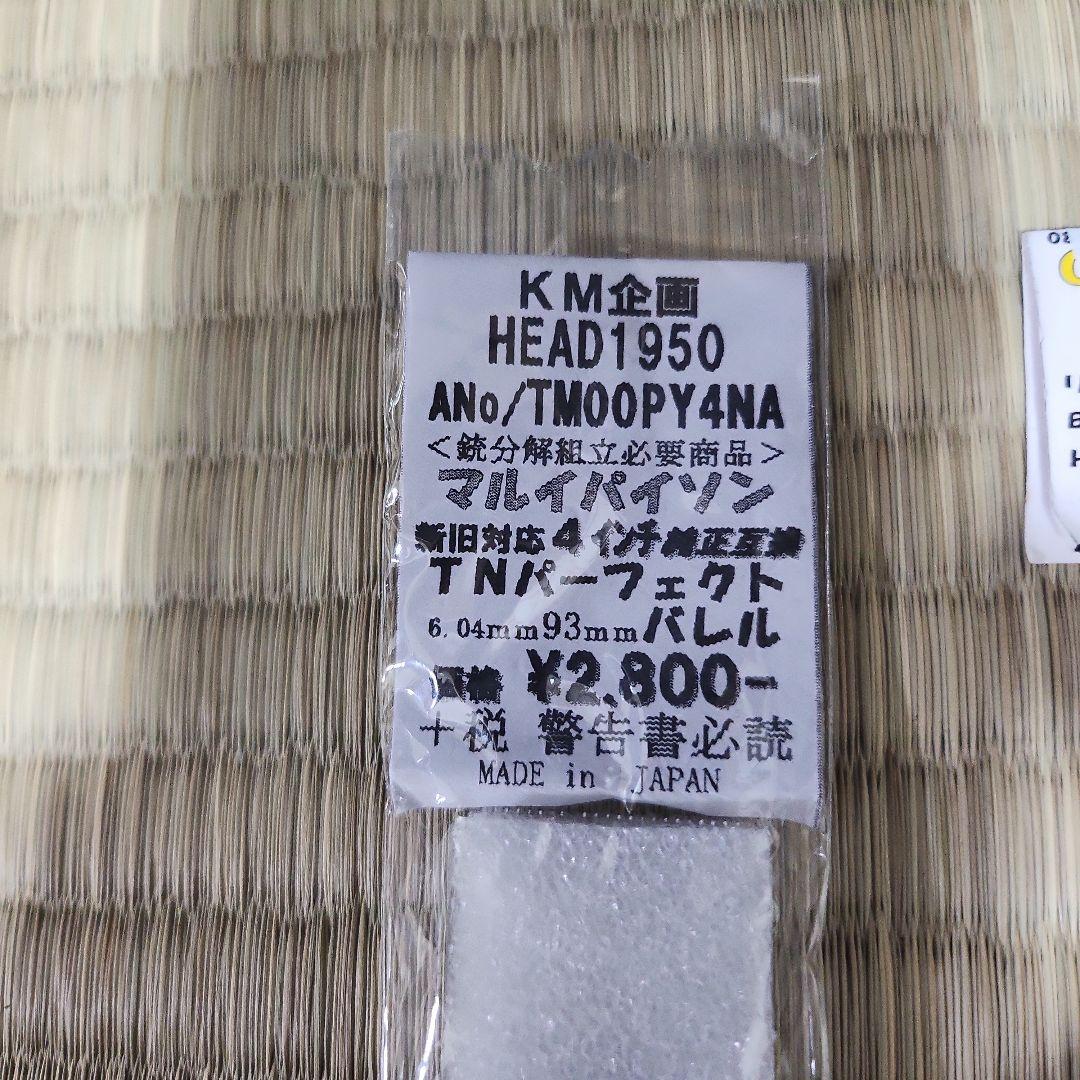 KM企画
HEAD1950
ANo/TM00PY4NA
<銃分解組立必要商品>
マルイパイソン
新旧対応4インチ純正互換
TNパーフェクト
6.04mm93mmバレル
価格 ¥2,800-
+税 警告書必読
MADE in JAPAN